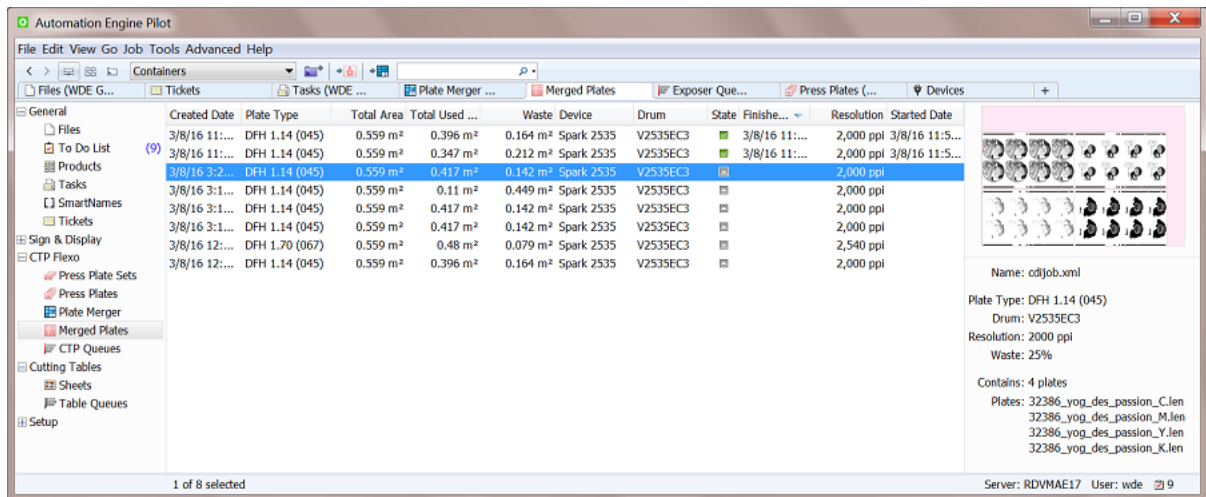 Automation Engine Pilot
File Edit View Go Job Tools Advanced Help
Containers
Files (WDE G... Tickets Tasks (WDE ... Plate Merger ... Merged Plates Exposer Que... Press Plates (... Devices +
General
Files
To Do List (9)
Products
Tasks
SmartNames
Tickets
Sign & Display
CTP Flexo
Press Plate Sets
Press Plates
Plate Merger
Merged Plates
CTP Queues
Cutting Tables
Sheets
Table Queues
Setup
Created Date Plate Type Total Area Total Used ... Waste Device Drum State Finishe... Resolution Started Date
3/8/16 11:... DFH 1.14 (045) 0.559 m² 0.396 m² 0.164 m² Spark 2535 V2535EC3 3/8/16 11:... 2,000 ppi 3/8/16 11:5...
3/8/16 11:... DFH 1.14 (045) 0.559 m² 0.347 m² 0.212 m² Spark 2535 V2535EC3 3/8/16 11:... 2,000 ppi 3/8/16 11:5...
3/8/16 3:2... DFH 1.14 (045) 0.559 m² 0.417 m² 0.142 m² Spark 2535 V2535EC3 2,000 ppi
3/8/16 3:1... DFH 1.14 (045) 0.559 m² 0.11 m² 0.449 m² Spark 2535 V2535EC3 2,000 ppi
3/8/16 3:1... DFH 1.14 (045) 0.559 m² 0.417 m² 0.142 m² Spark 2535 V2535EC3 2,000 ppi
3/8/16 3:1... DFH 1.14 (045) 0.559 m² 0.417 m² 0.142 m² Spark 2535 V2535EC3 2,000 ppi
3/8/16 12:... DFH 1.70 (067) 0.559 m² 0.48 m² 0.079 m² Spark 2535 V2535EC3 2,540 ppi
3/8/16 12:... DFH 1.14 (045) 0.559 m² 0.396 m² 0.164 m² Spark 2535 V2535EC3 2,000 ppi
Name: cdijob.xml
Plate Type: DFH 1.14 (045)
Drum: V2535EC3
Resolution: 2000 ppi
Waste: 25%
Contains: 4 plates
Plates: 32386_yog_des_passion_C.len
32386_yog_des_passion_M.len
32386_yog_des_passion_Y.len
32386_yog_des_passion_K.len
1 of 8 selected
Server: RDVMAE17 User: wde 9